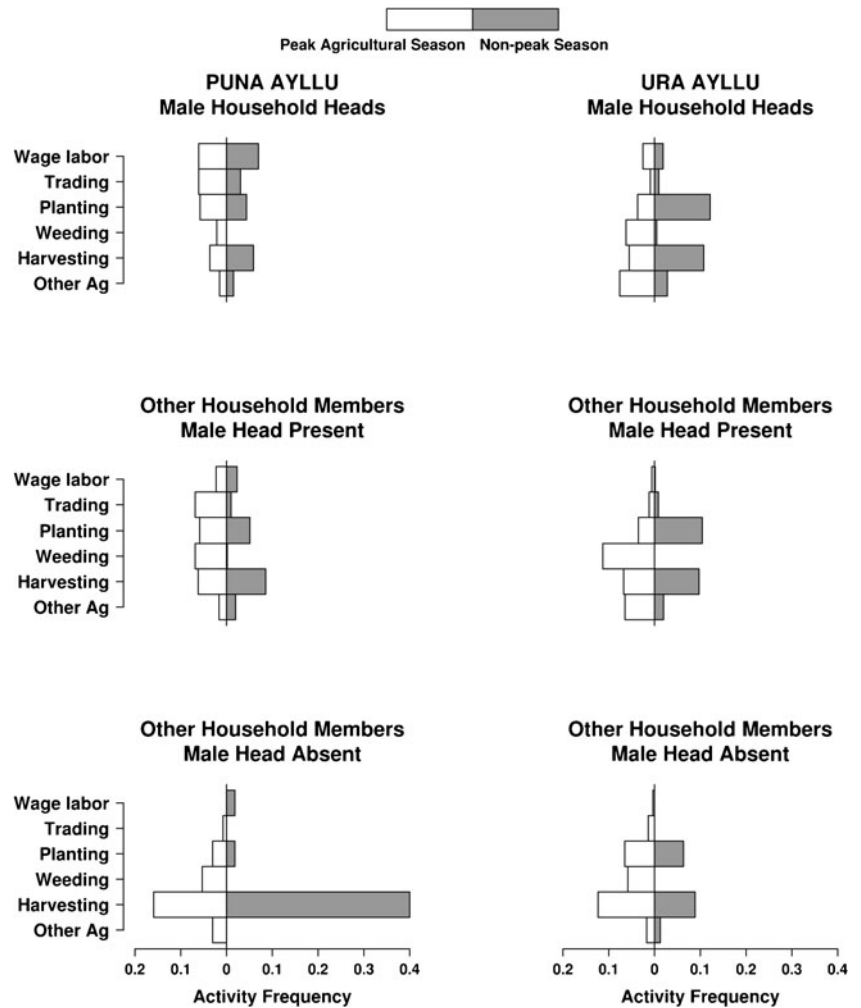 Peak Agricultural Season Non-peak Season
PUNA AYLLU
Male Household Heads
Wage labor
Trading
Planting
Weeding
Harvesting
Other Ag
URA AYLLU
Male Household Heads
Other Household Members
Male Head Present
Wage labor
Trading
Planting
Weeding
Harvesting
Other Ag
Other Household Members
Male Head Present
Other Household Members
Male Head Absent
Wage labor
Trading
Planting
Weeding
Harvesting
Other Ag
0.2 0.1 0 0.1 0.2 0.3 0.4
Activity Frequency
Other Household Members
Male Head Absent
0.2 0.1 0 0.1 0.2 0.3 0.4
Activity Frequency